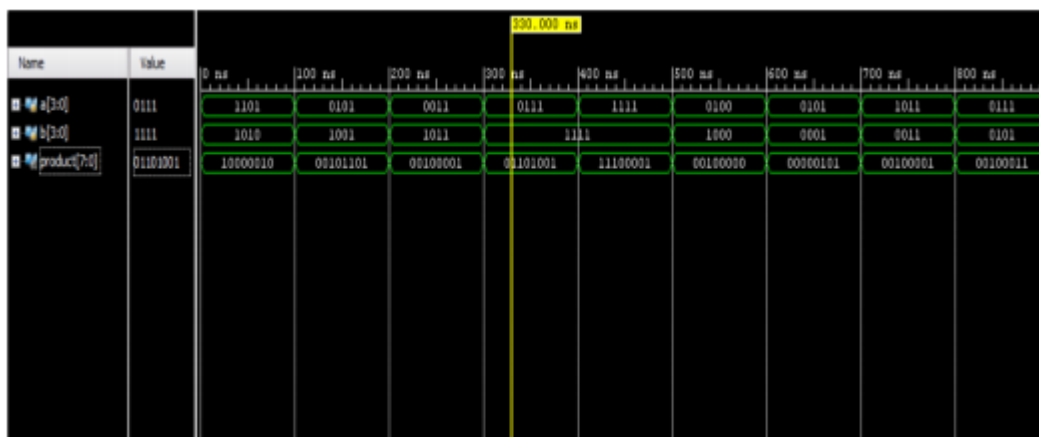 330.000 ns
Name Value
0 ns 100 ns 200 ns 300 ns 400 ns 500 ns 600 ns 700 ns 800 ns
a[3:0] 0111 1101 0101 0011 0111 1111 0100 0101 1011 0111
b[3:0] 1111 1010 1001 1011 1111 1000 0001 0011 0101
product[7:0] 01101001 10000010 00101101 00100001 01101001 11100001 00100000 00000101 00100001 00100011